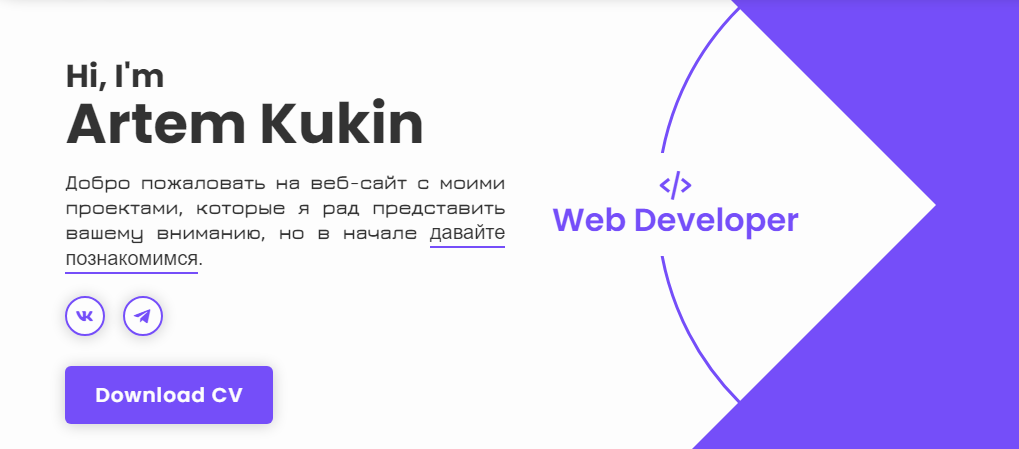 Hi, I'm
Artem Kukin
Добро пожаловать на веб-сайт с моими
проектами, которые я рад представить
вашему вниманию, но в начале давайте
познакомимся.
Download CV
</>
Web Developer